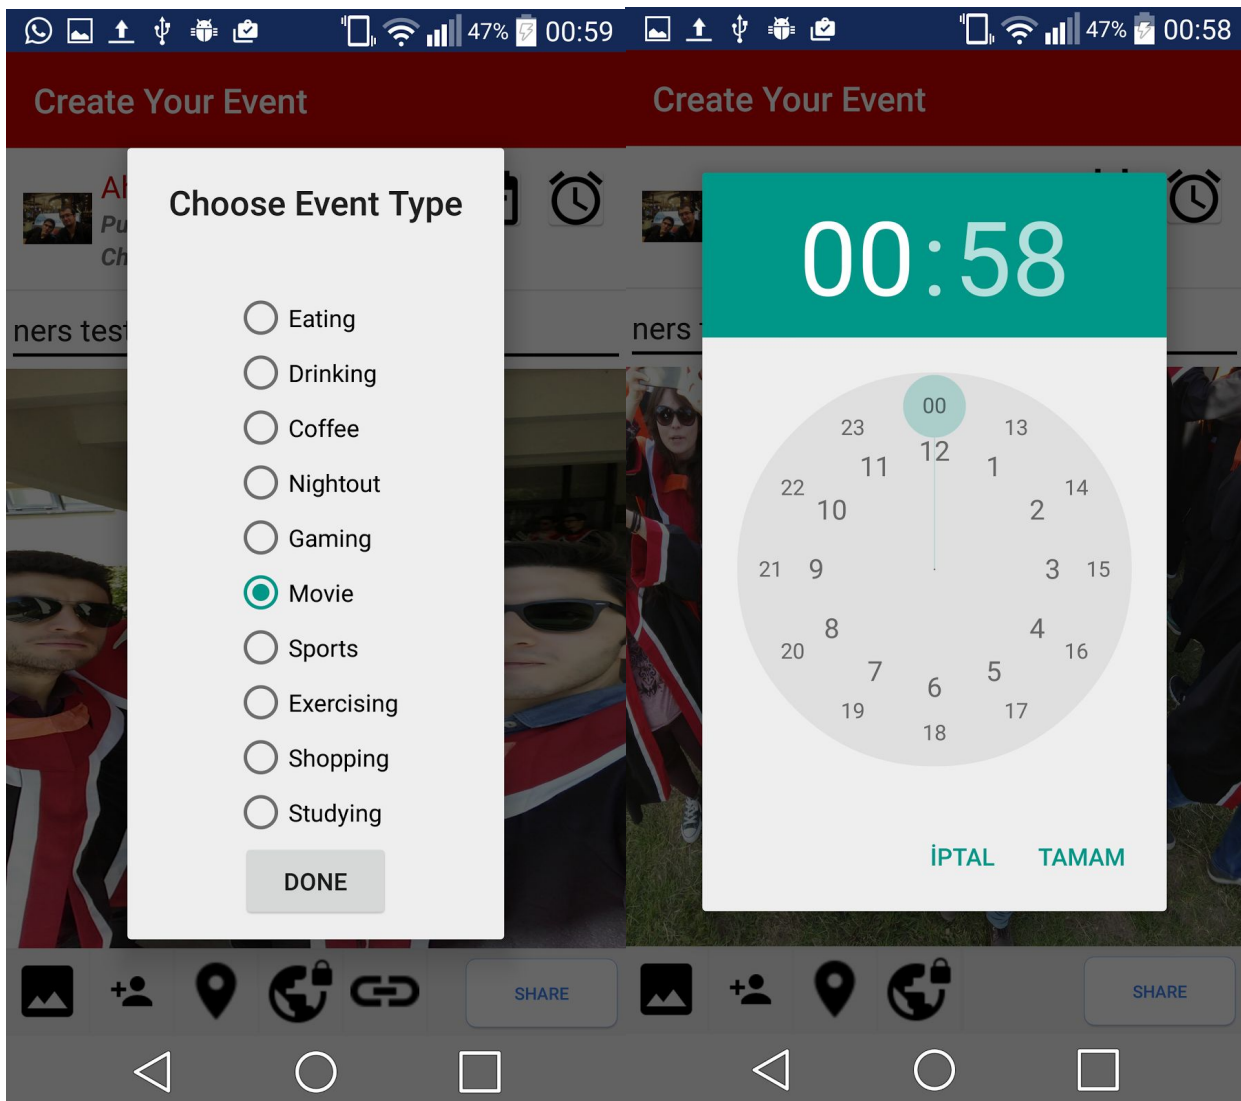 47% 00:59
Create Your Event
Choose Event Type
Pu
Ch
ners test
Eating
Drinking
Coffee
Nightout
Gaming
Movie
Sports
Exercising
Shopping
Studying
DONE
SHARE
47% 00:58
Create Your Event
00:58
ners
00
23 13
12
11 1
22 14
10 2
21 9 3 15
8 4
20 16
7 5
6
19 17
18
İPTAL TAMAM
SHARE